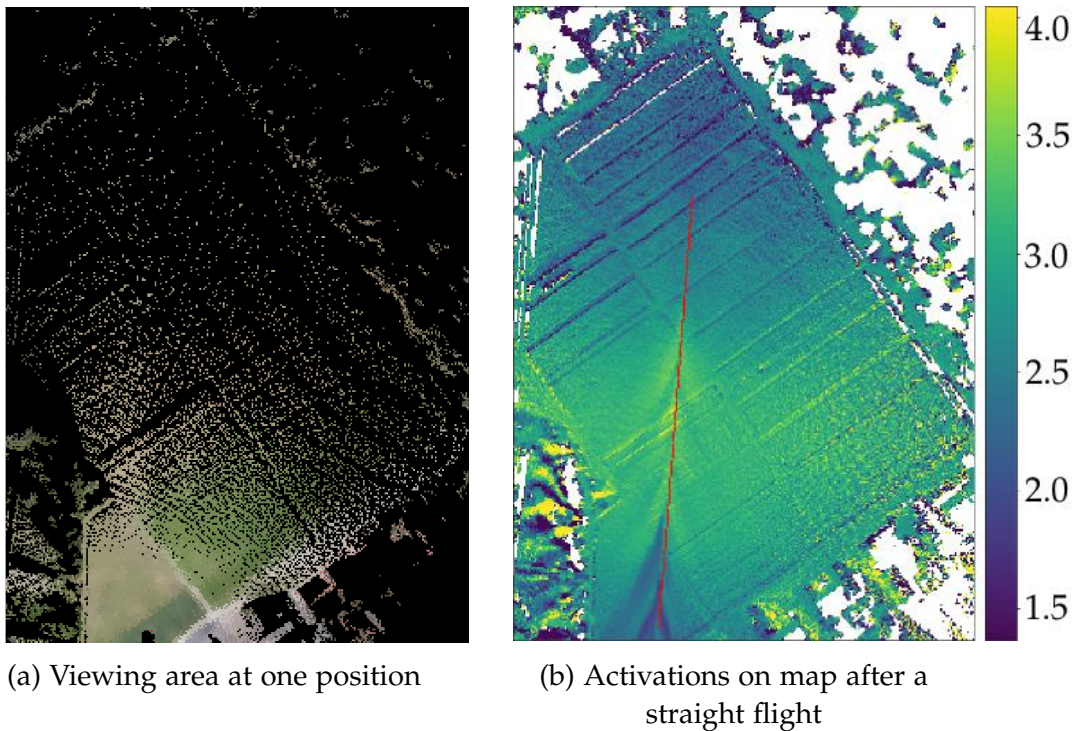 4.0
3.5
3.0
2.5
2.0
1.5
(a) Viewing area at one position
(b) Activations on map after a
straight flight